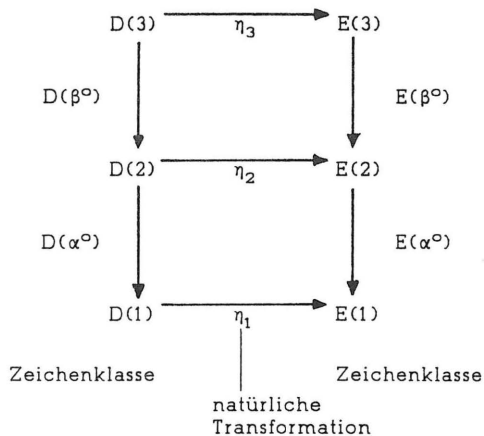 D(3) η₃ E(3)
D(β°) E(β°)
D(2) η₂ E(2)
D(α°) E(α°)
D(1) η₁ E(1)
Zeichenklasse Zeichenklasse
natürliche
Transformation